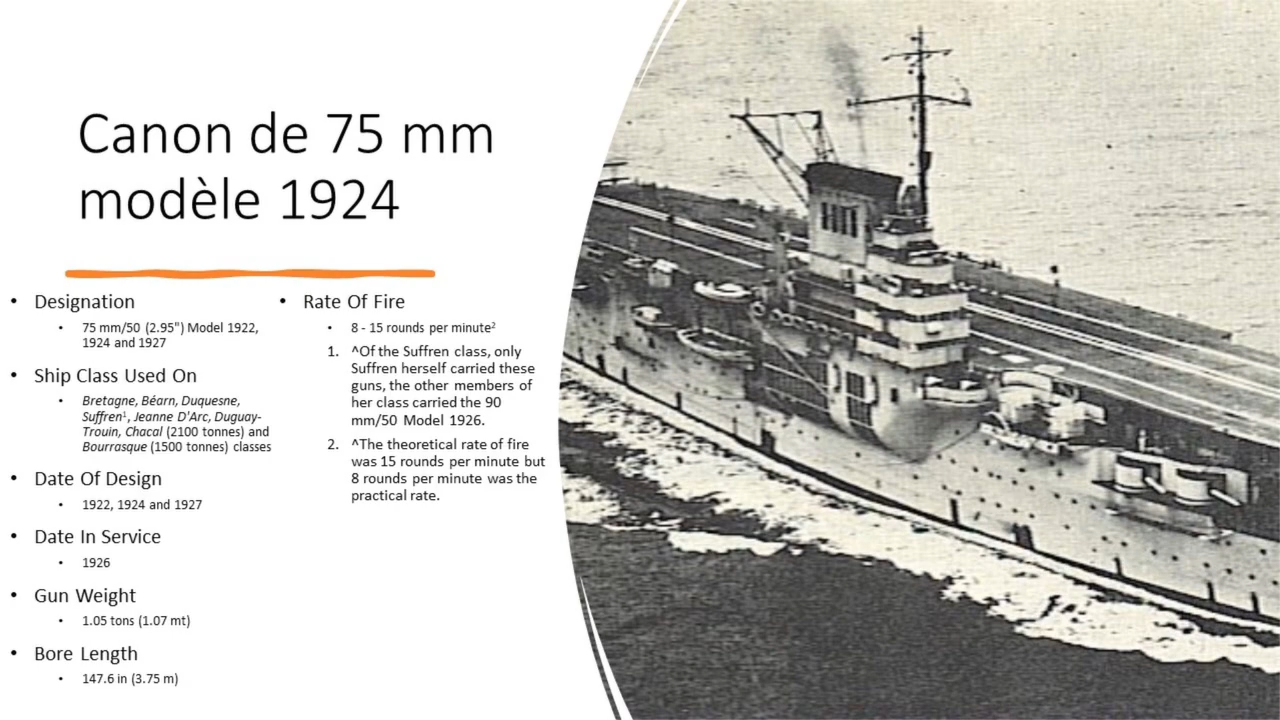 Canon de 75 mm
modèle 1924
• Designation
• 75 mm/50 (2.95") Model 1922,
1924 and 1927
• Ship Class Used On
• Bretagne, Béarn, Duquesne,
Suffren¹, Jeanne D'Arc, Duguay-
Trouin, Chacal (2100 tonnes) and
Bourrasque (1500 tonnes) classes
• Date Of Design
• 1922, 1924 and 1927
• Date In Service
• 1926
• Gun Weight
• 1.05 tons (1.07 mt)
• Bore Length
• 147.6 in (3.75 m)
• Rate Of Fire
• 8 - 15 rounds per minute²
1. ^Of the Suffren class, only
Suffren herself carried these
guns, the other members of
her class carried the 90
mm/50 Model 1926.
2. ^The theoretical rate of fire
was 15 rounds per minute but
8 rounds per minute was the
practical rate.